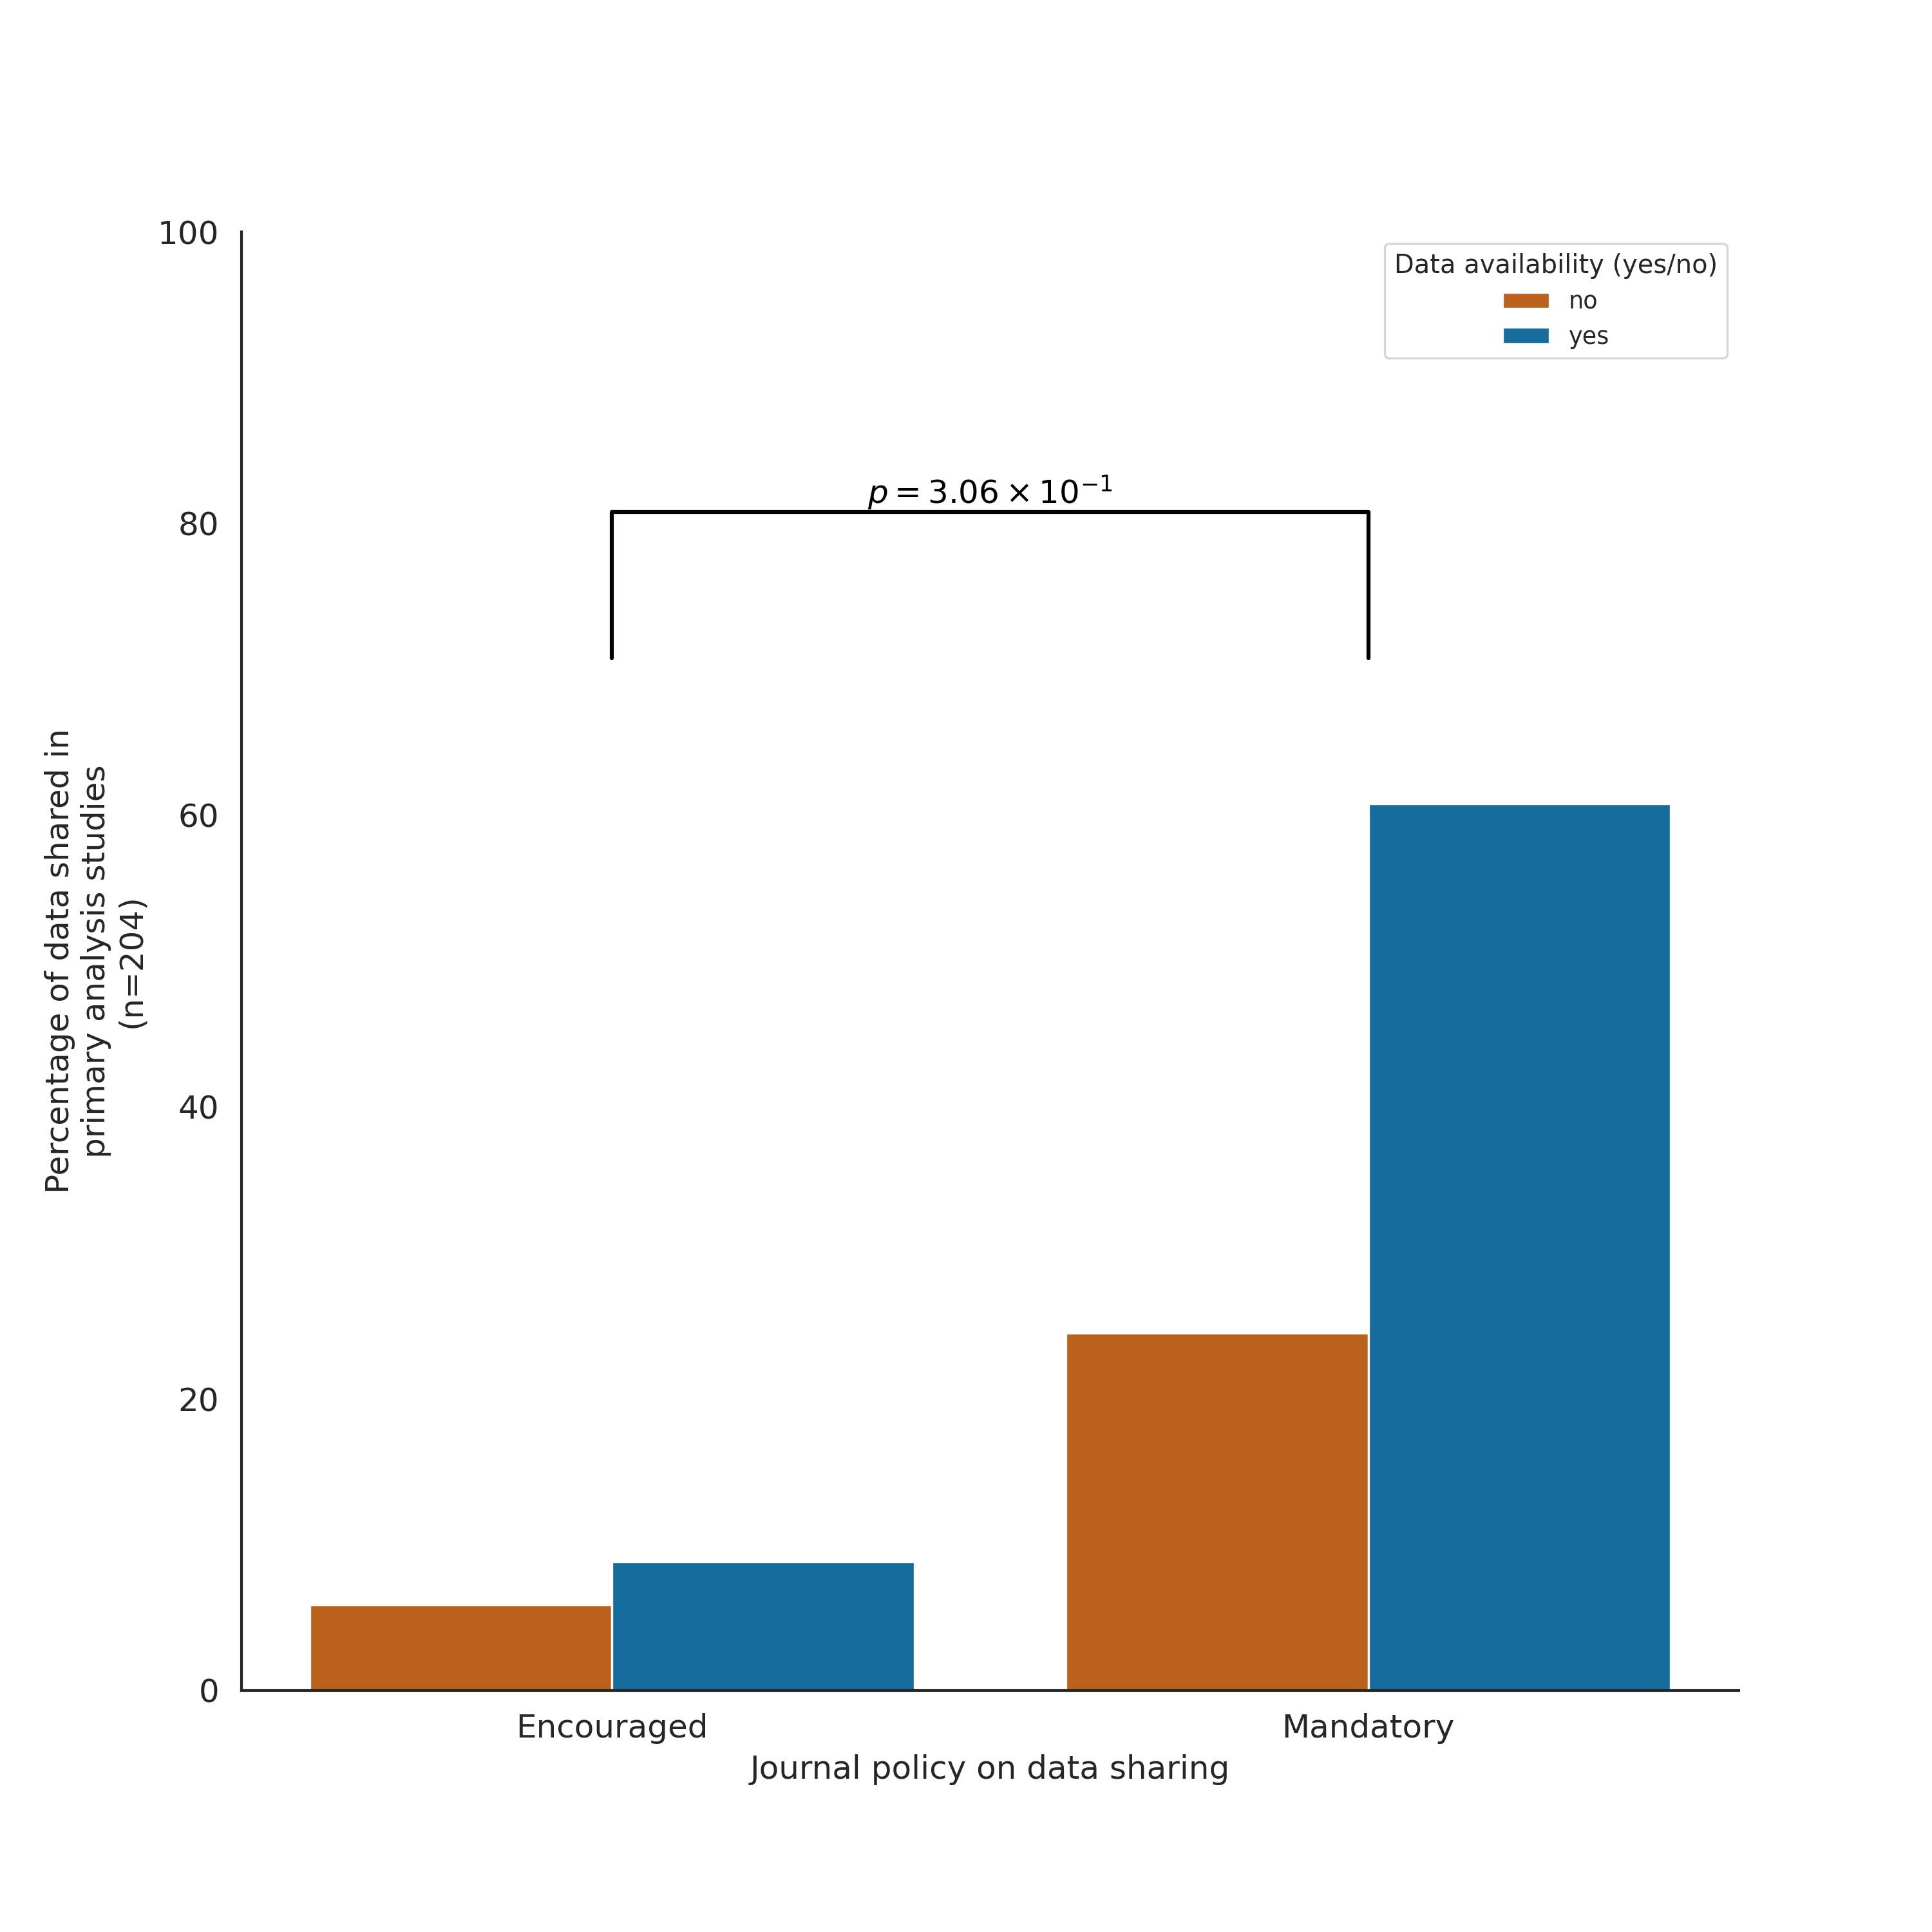 100
80
60
40
20
0
Percentage of data shared in
primary analysis studies
(n=204)
Data availability (yes/no)
no
yes
p = 3.06 × 10⁻¹
Encouraged
Mandatory
Journal policy on data sharing